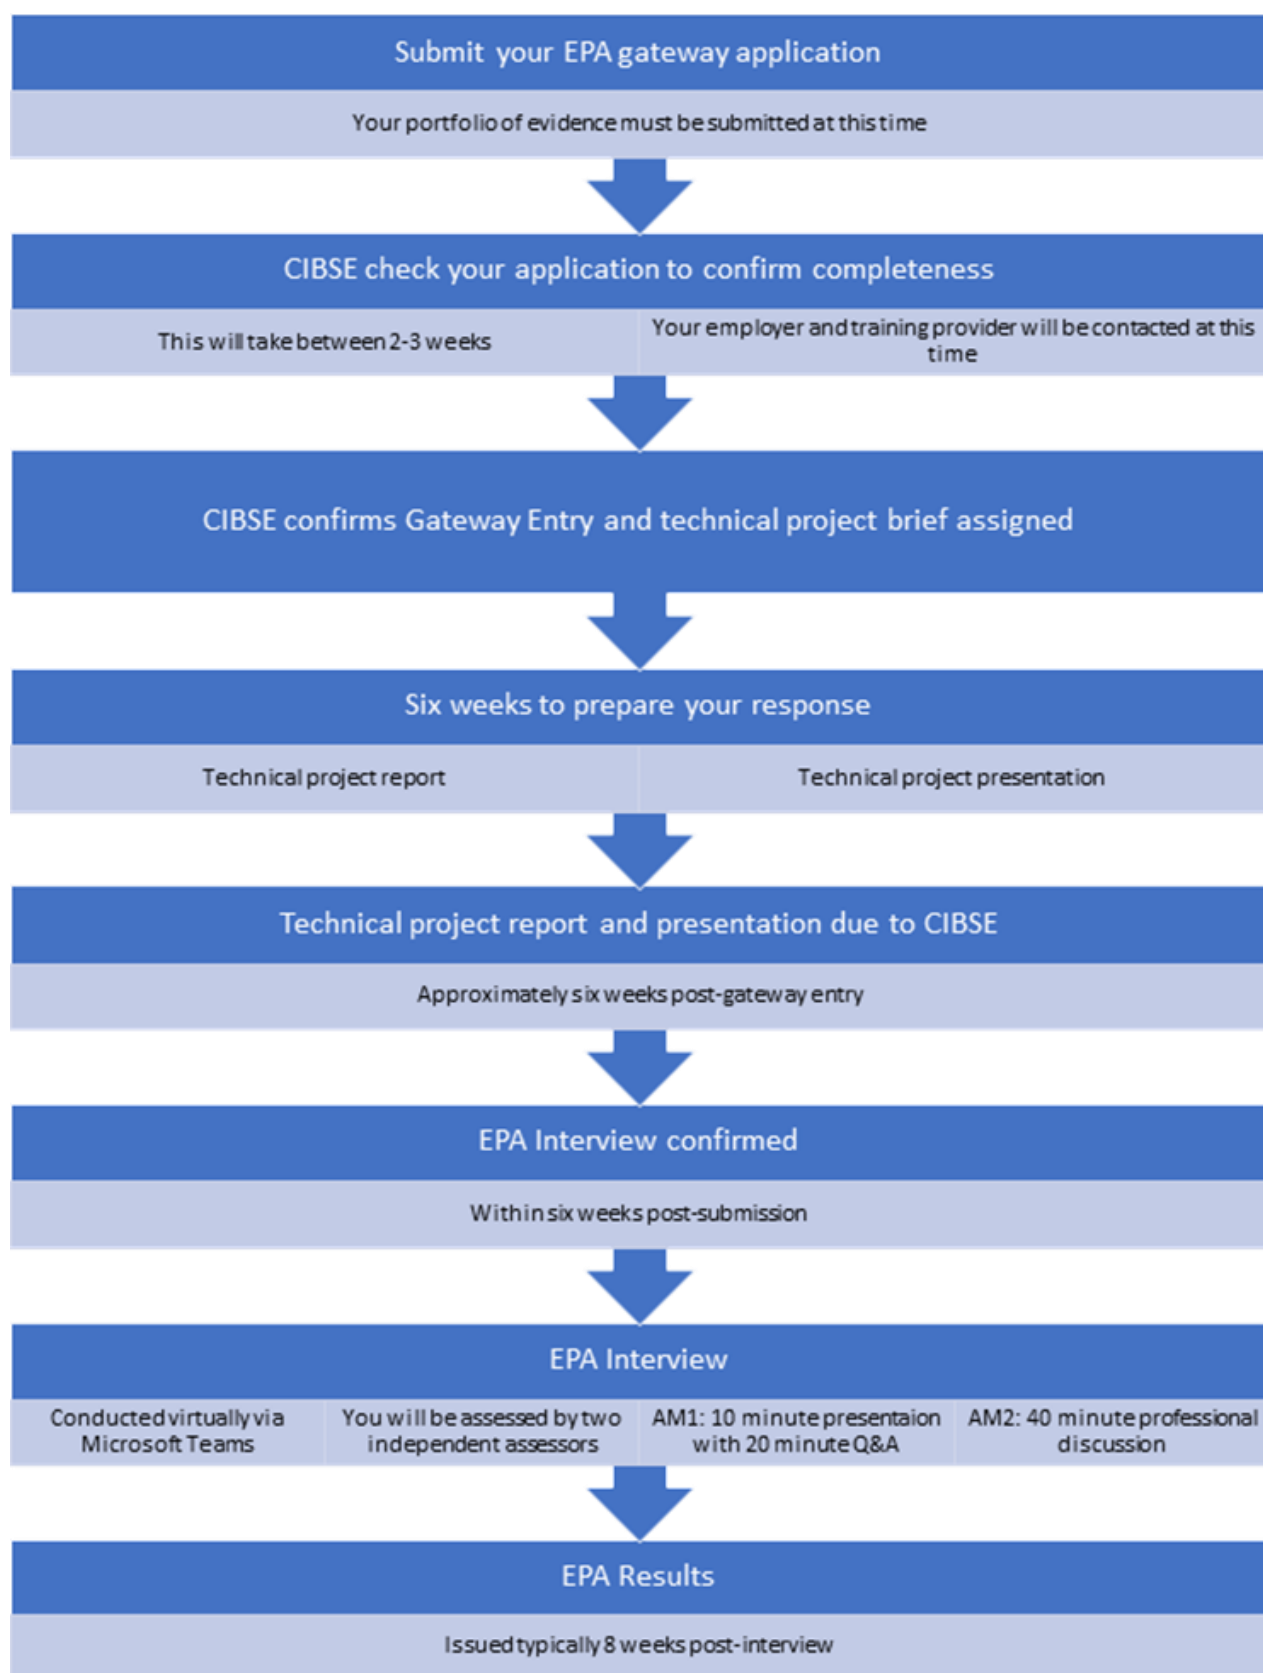 Submit your EPA gateway application
Your portfolio of evidence must be submitted at this time
CIBSE check your application to confirm completeness
This will take between 2-3 weeks
Your employer and training provider will be contacted at this
time
CIBSE confirms Gateway Entry and technical project brief assigned
Six weeks to prepare your response
Technical project report
Technical project presentation
Technical project report and presentation due to CIBSE
Approximately six weeks post-gateway entry
EPA Interview confirmed
Within six weeks post-submission
EPA Interview
Conducted virtually via
Microsoft Teams
You will be assessed by two
independent assessors
AM1: 10 minute presentaion
with 20 minute Q&A
AM2: 40 minute professional
discussion
EPA Results
Issued typically 8 weeks post-interview